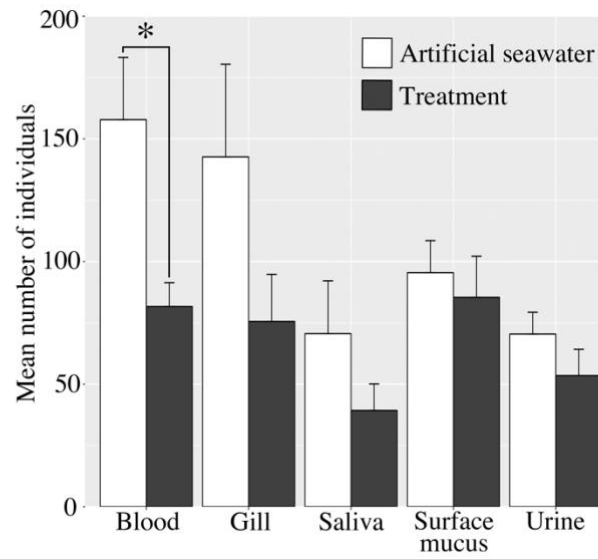 200
150
100
50
0
Mean number of individuals
*
Artificial seawater
Treatment
Blood
Gill
Saliva
Surface
mucus
Urine